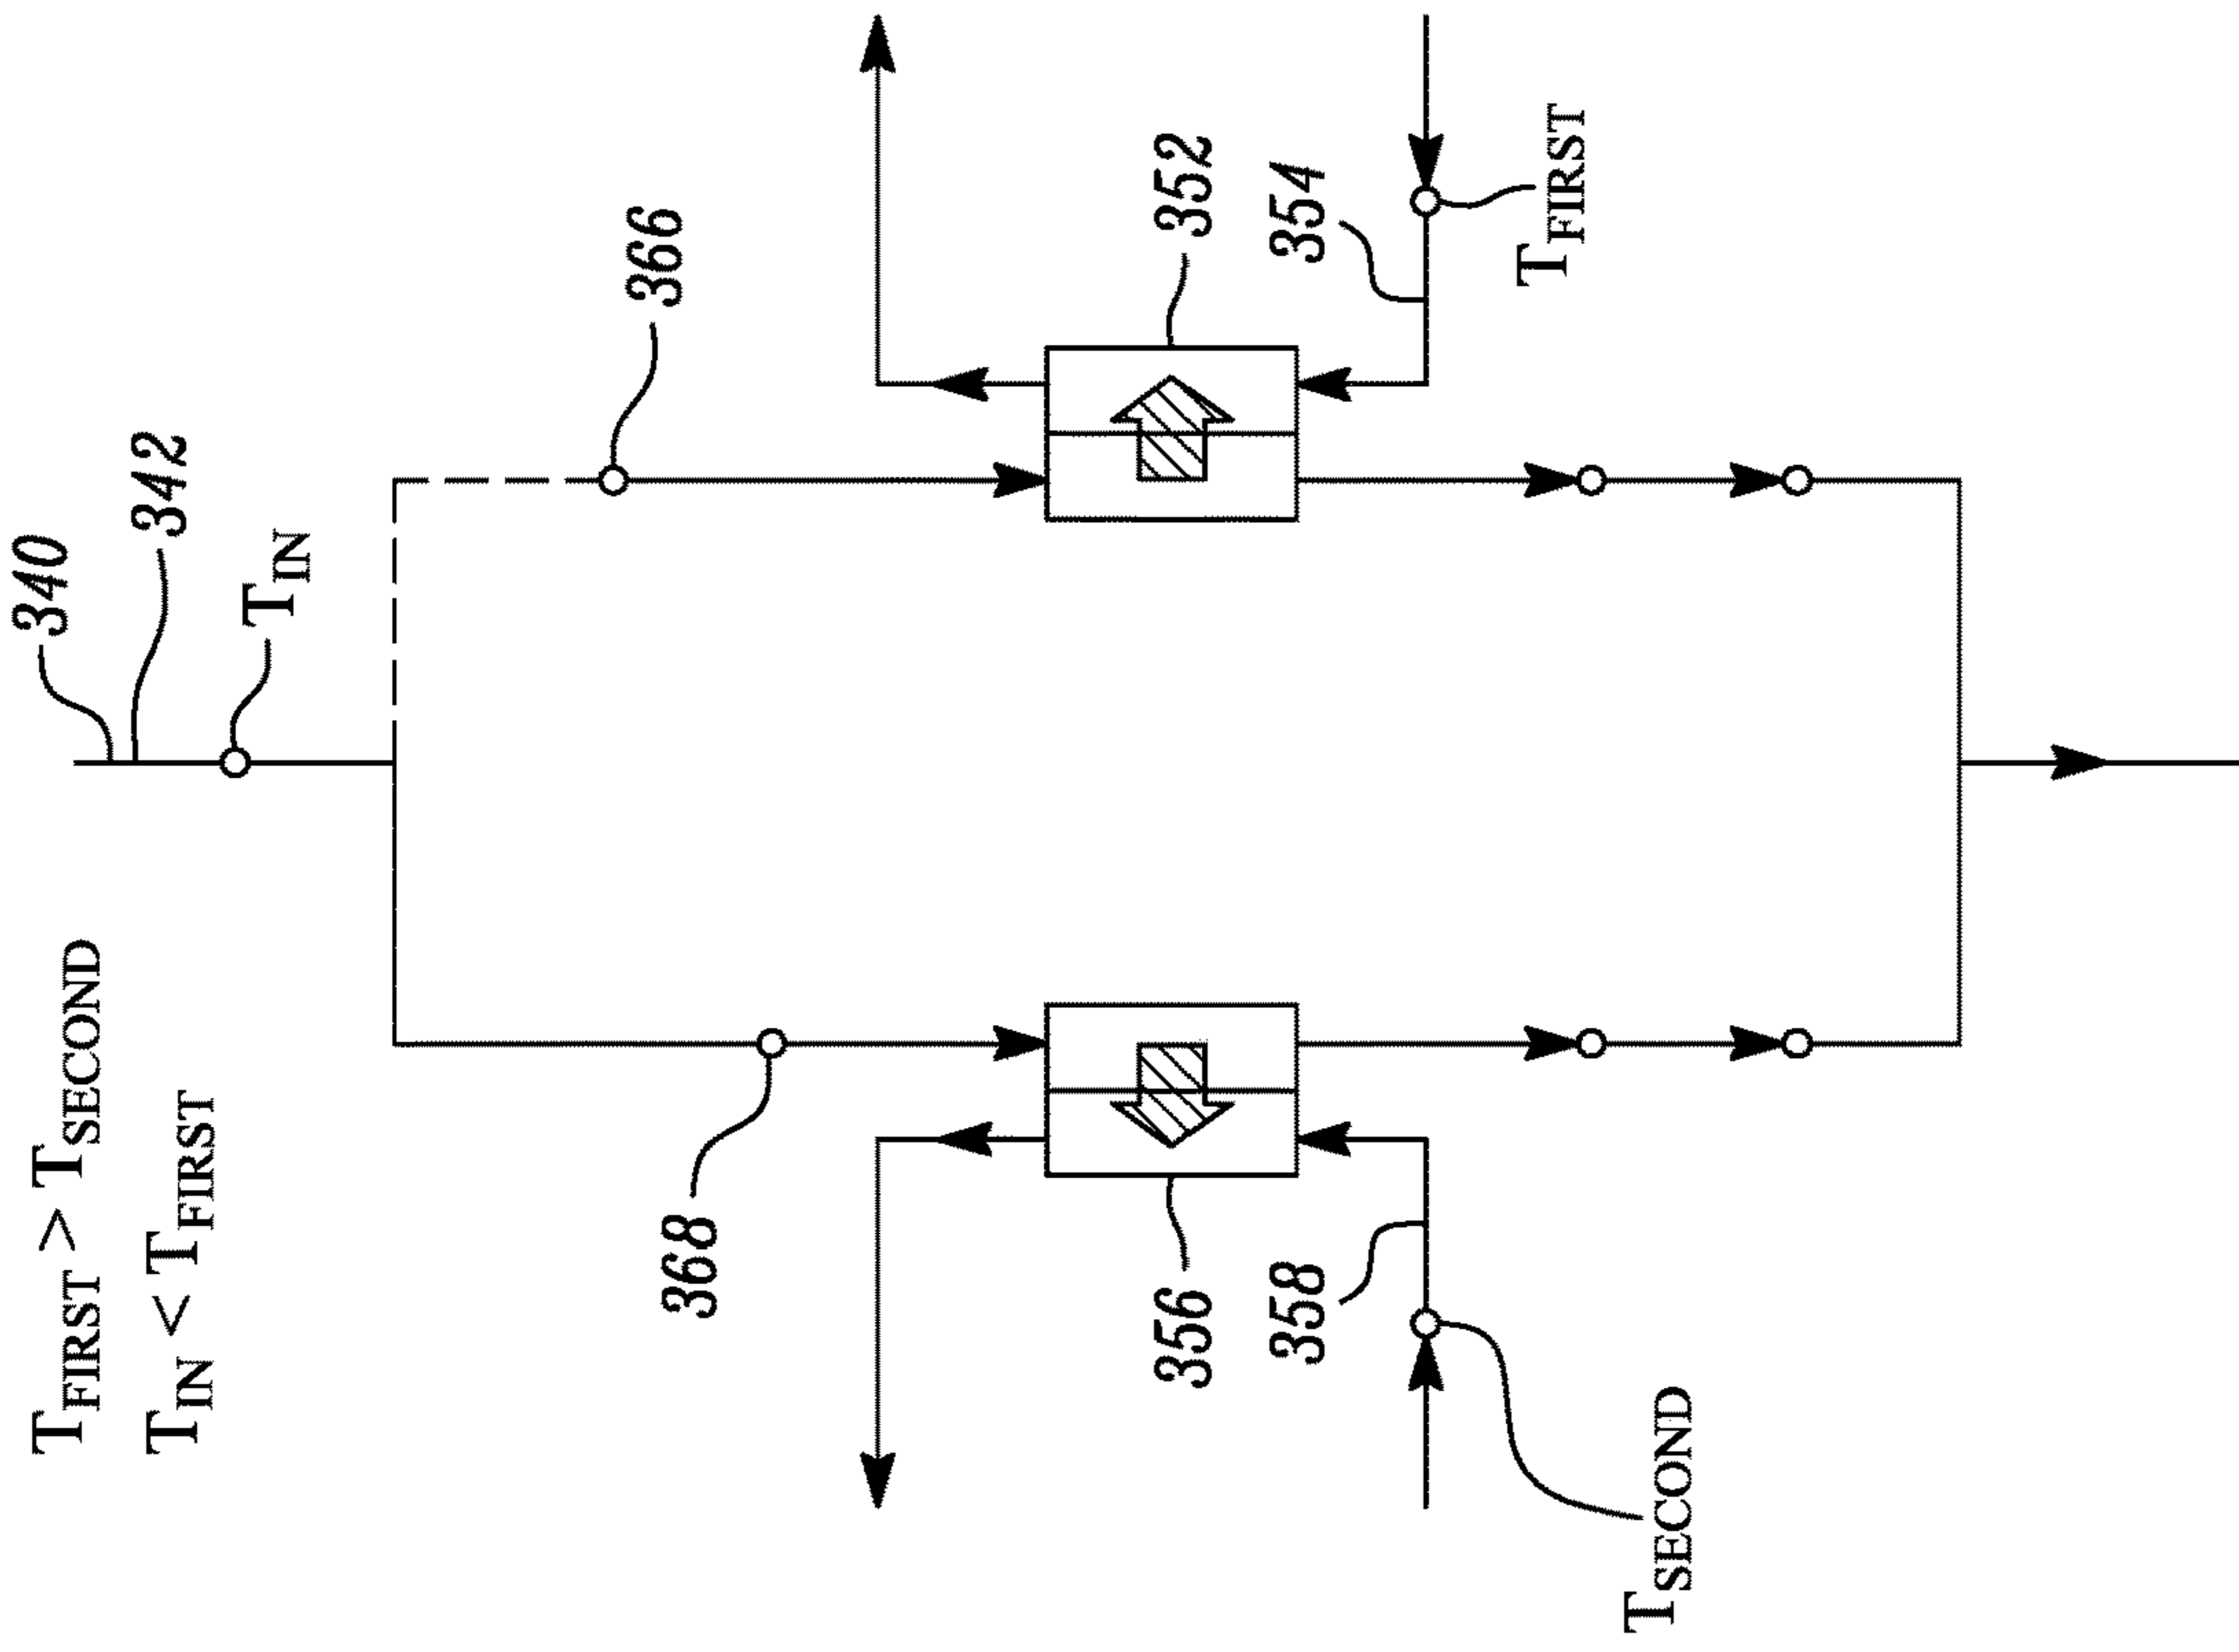 T_FIRST > T_SECOND
T_IN < T_FIRST
340
342
T_IN
368
366
356
358
T_SECOND
352
354
T_FIRST